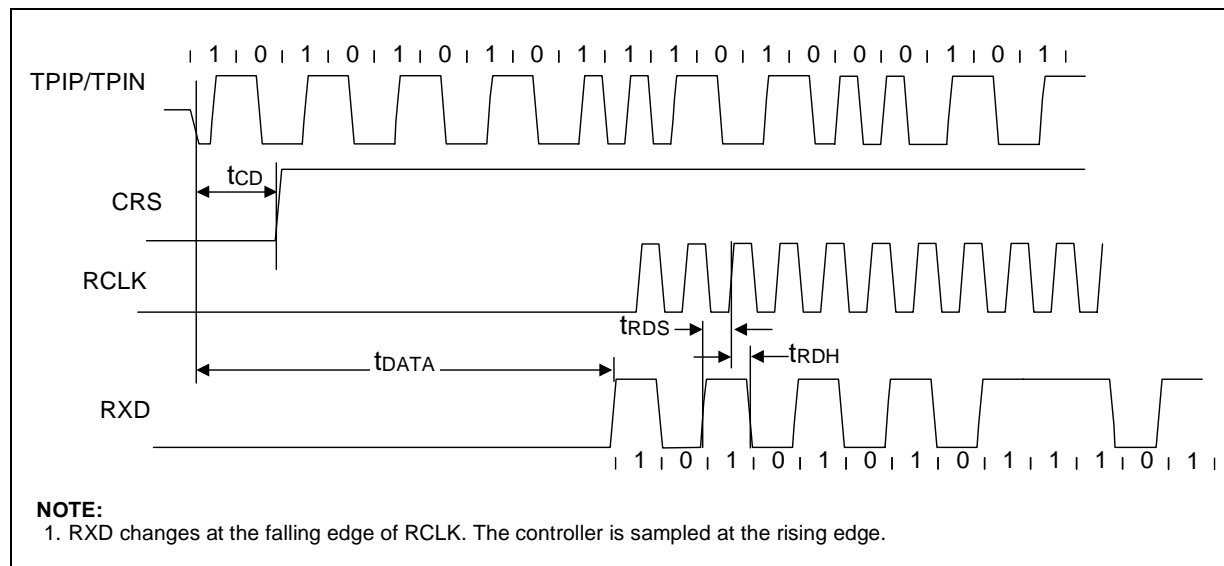 1 0 1 0 1 0 1 0 1 1 1 0 1 0 0 0 1 0 1
TPIP/TPIN
tCD
CRS
RCLK
tRDS
tRDH
tDATA
RXD
1 0 1 0 1 0 1 0 1 1 1 0 1
NOTE:
1. RXD changes at the falling edge of RCLK. The controller is sampled at the rising edge.